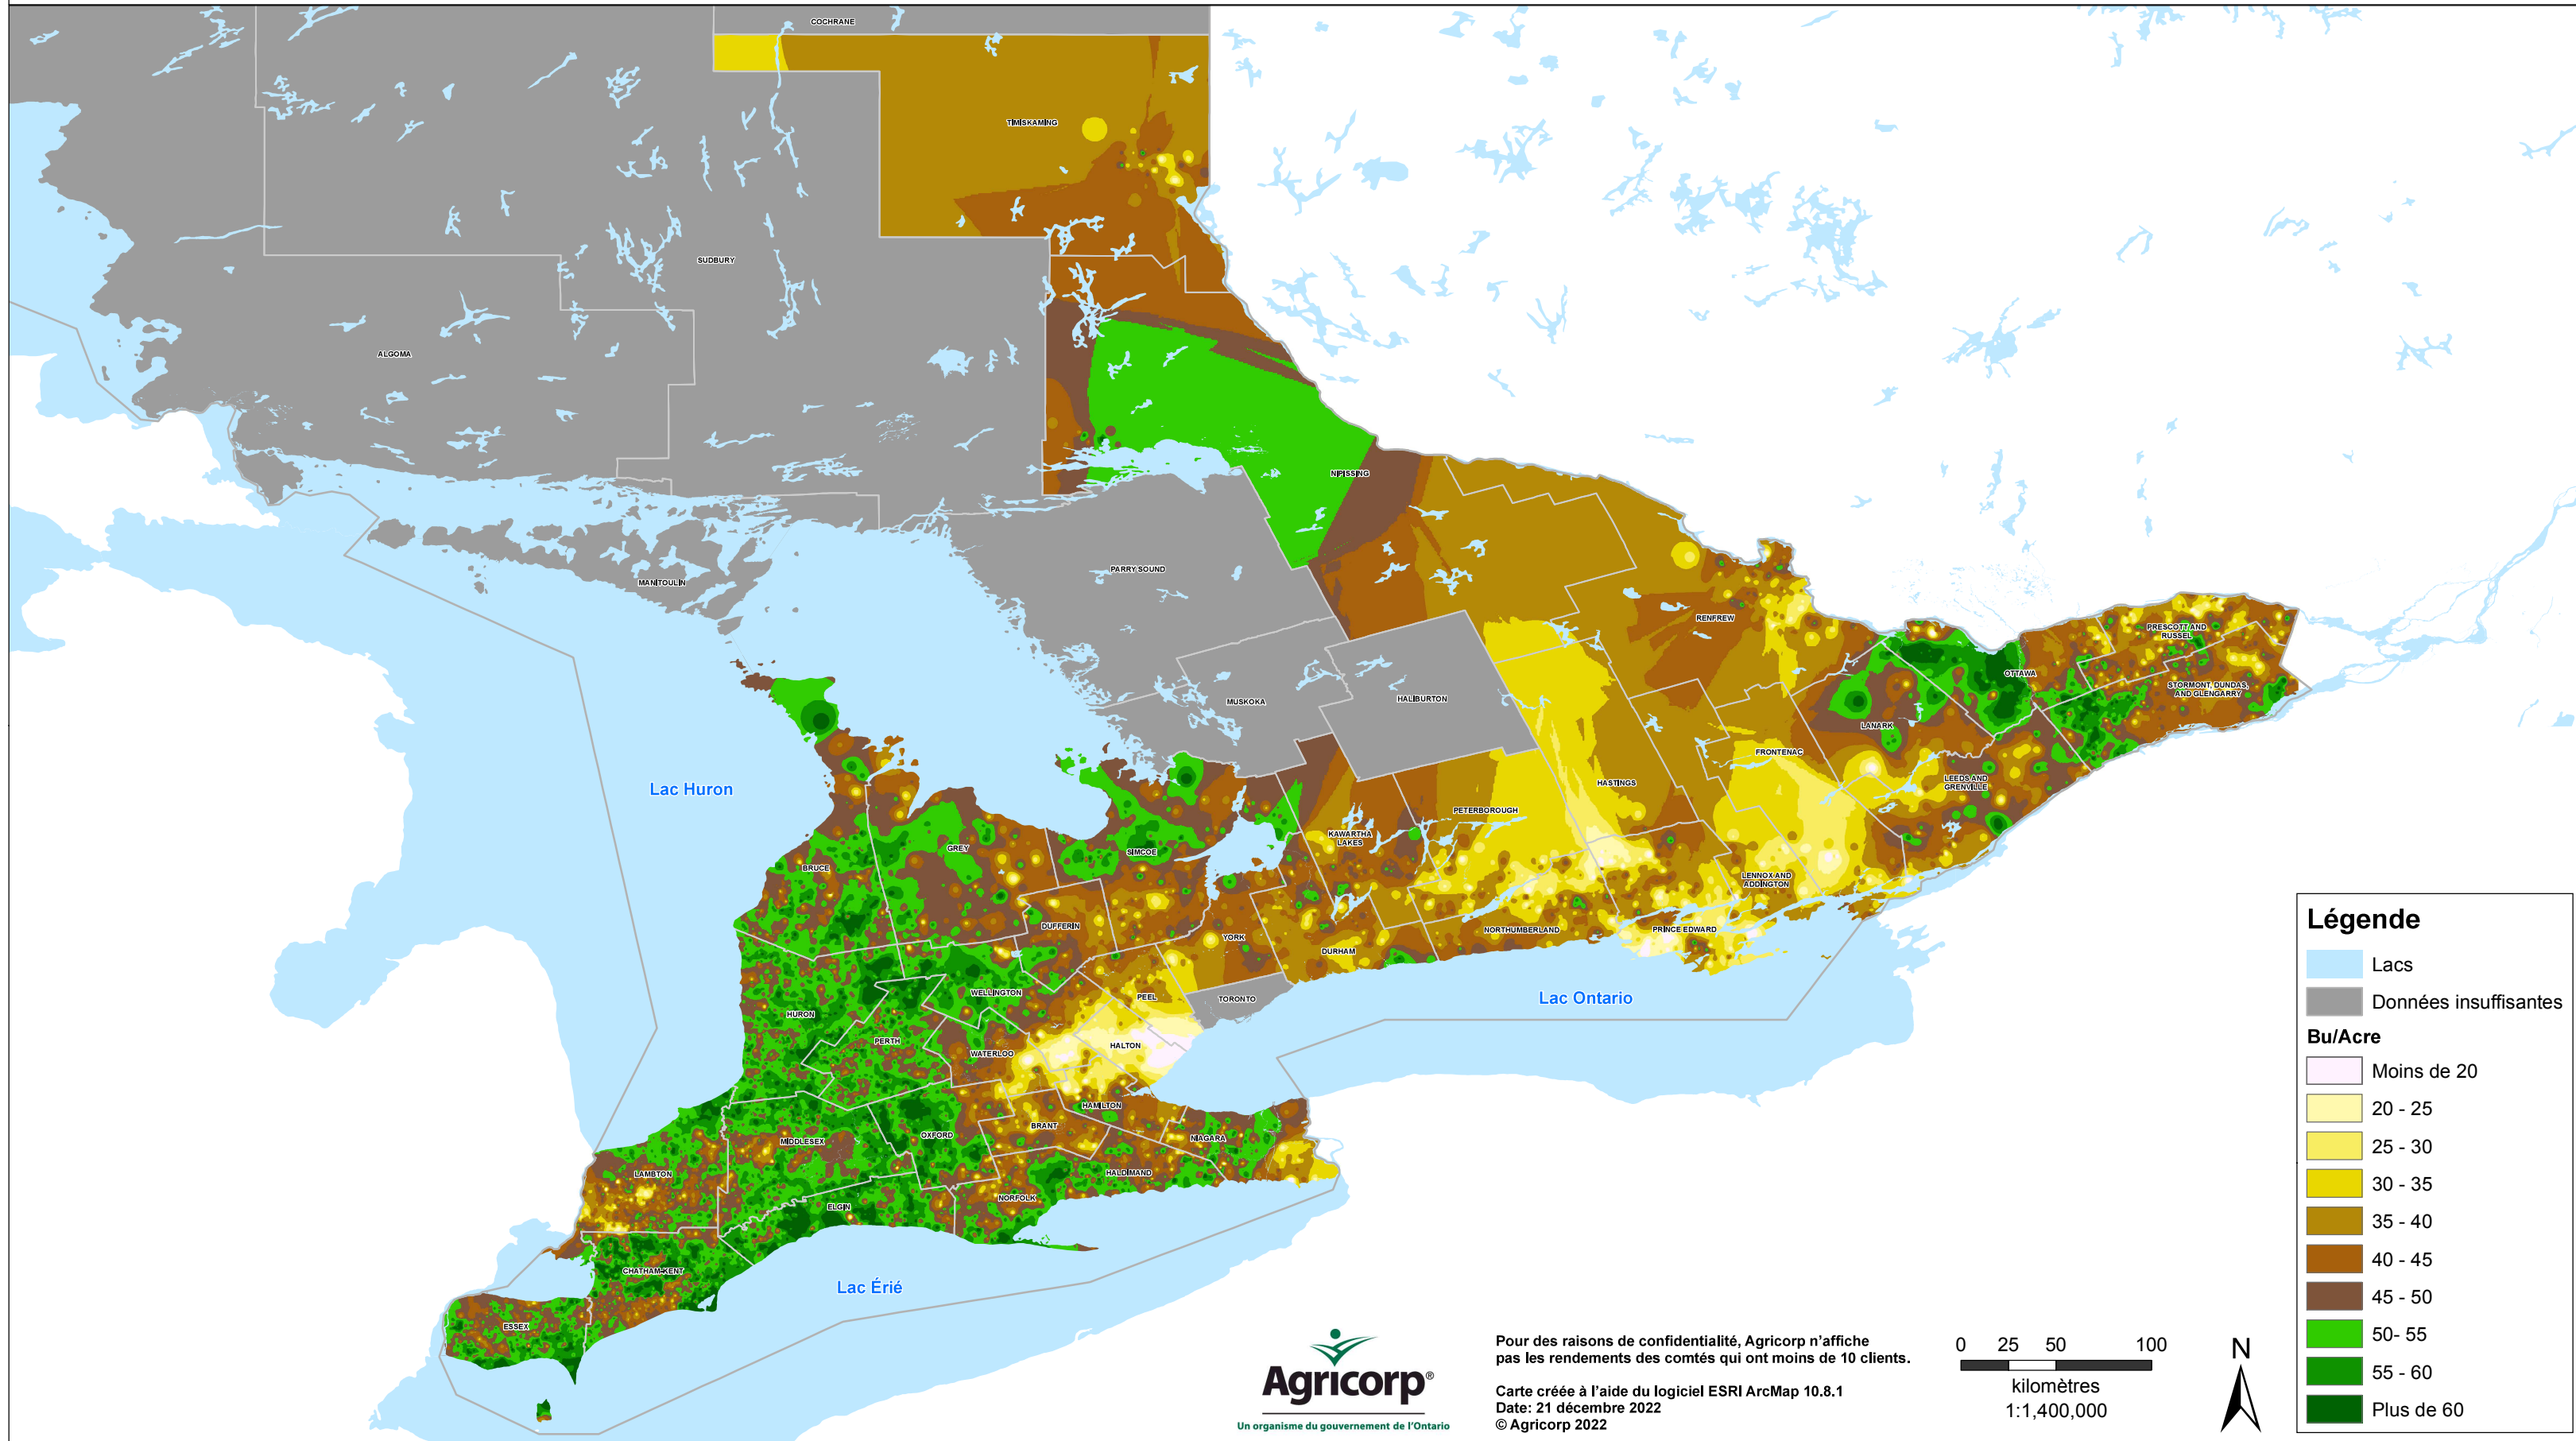 COCHRANE
TIMISKAMING
SUDBURY
ALGOMA
NIPISSING
PARRY SOUND
MANITOULIN
RENFREW
PRESCOTT AND
RUSSEL
OTTAWA
STORMONT, DUNDAS,
AND GLENGARRY
MUSKOKA
HALIBURTON
LANARK
FRONTENAC
LEEDS AND
GRENVILLE
HASTINGS
Lac Huron
PETERBOROUGH
KAWARTHA
LAKES
GREY
SIMCOE
BRUCE
LENNOX AND
ADDINGTON
DUFFERIN
YORK
DURHAM
NORTHUMBERLAND
PRINCE EDWARD
WELLINGTON
PEEL
TORONTO
Lac Ontario
HURON
PERTH
WATERLOO
HALTON
HAMILTON
BRANT
MIDDLESEX
OXFORD
NIAGARA
LAMBTON
HALDIMAND
NORFOLK
ELGIN
CHATHAM-KENT
Lac Érié
ESSEX
Légende
Lacs
Données insuffisantes
Bu/Acre
Moins de 20
20 - 25
25 - 30
30 - 35
35 - 40
40 - 45
45 - 50
50- 55
55 - 60
Plus de 60
Agricorp®
Un organisme du gouvernement de l'Ontario
Pour des raisons de confidentialité, Agricorp n'affiche
pas les rendements des comtés qui ont moins de 10 clients.
Carte créée à l'aide du logiciel ESRI ArcMap 10.8.1
Date: 21 décembre 2022
© Agricorp 2022
0 25 50 100
kilomètres
1:1,400,000
N